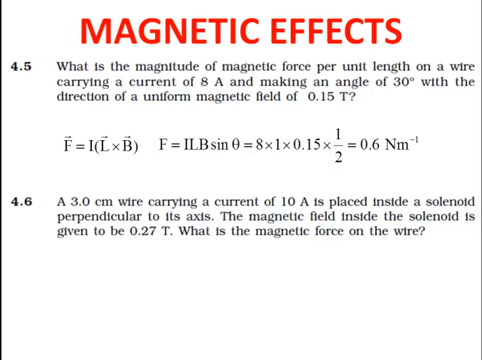 MAGNETIC EFFECTS
4.5 What is the magnitude of magnetic force per unit length on a wire
carrying a current of 8 A and making an angle of 30° with the
direction of a uniform magnetic field of 0.15 T?
F⃗ = I(L⃗ × B⃗) F = ILB sin θ = 8 × 1 × 0.15 × 1/2 = 0.6 Nm⁻¹
4.6 A 3.0 cm wire carrying a current of 10 A is placed inside a solenoid
perpendicular to its axis. The magnetic field inside the solenoid is
given to be 0.27 T. What is the magnetic force on the wire?